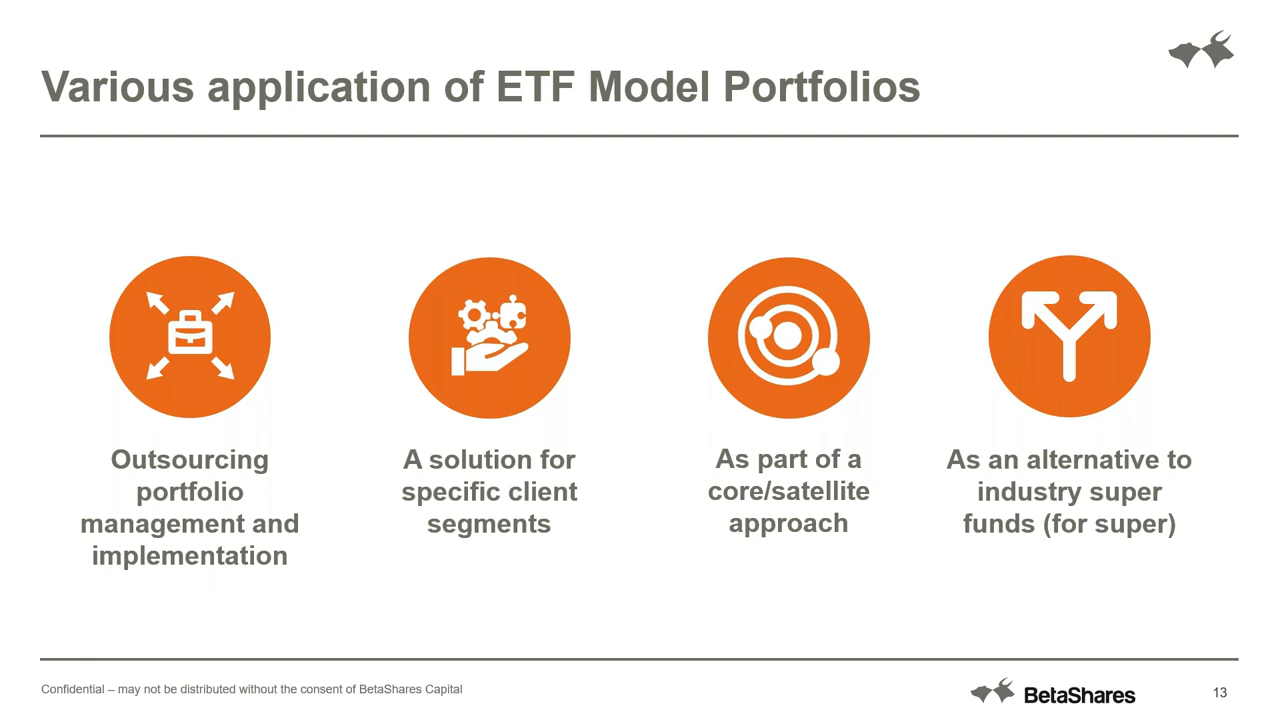 Various application of ETF Model Portfolios
Outsourcing
portfolio
management and
implementation
A solution for
specific client
segments
As part of a
core/satellite
approach
As an alternative to
industry super
funds (for super)
Confidential – may not be distributed without the consent of BetaShares Capital
BetaShares
13